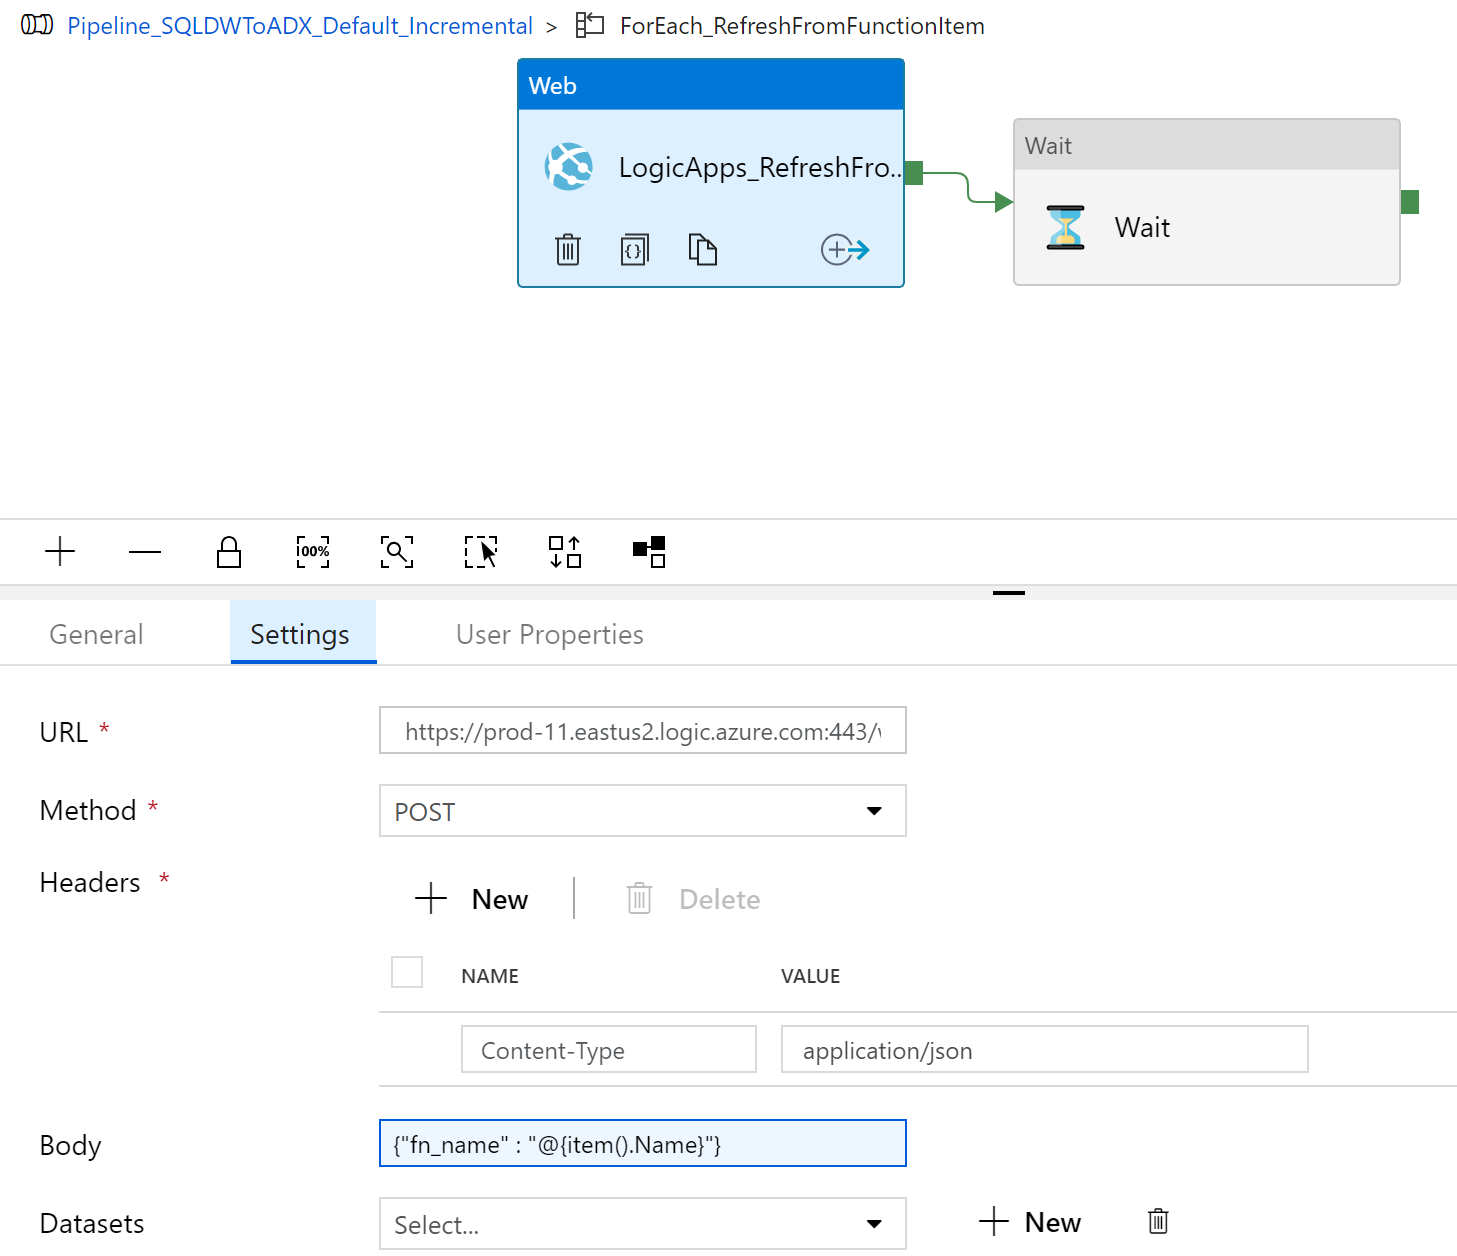 Pipeline_SQLDWToADX_Default_Incremental > ForEach_RefreshFromFunctionItem
Web
LogicApps_RefreshFro..
Wait
Wait
100%
General Settings User Properties
URL *
https://prod-11.eastus2.logic.azure.com:443/
Method *
POST
Headers *
New | Delete
NAME VALUE
Content-Type application/json
Body
{"fn_name" : "@{item().Name}"}
Datasets
Select...
New